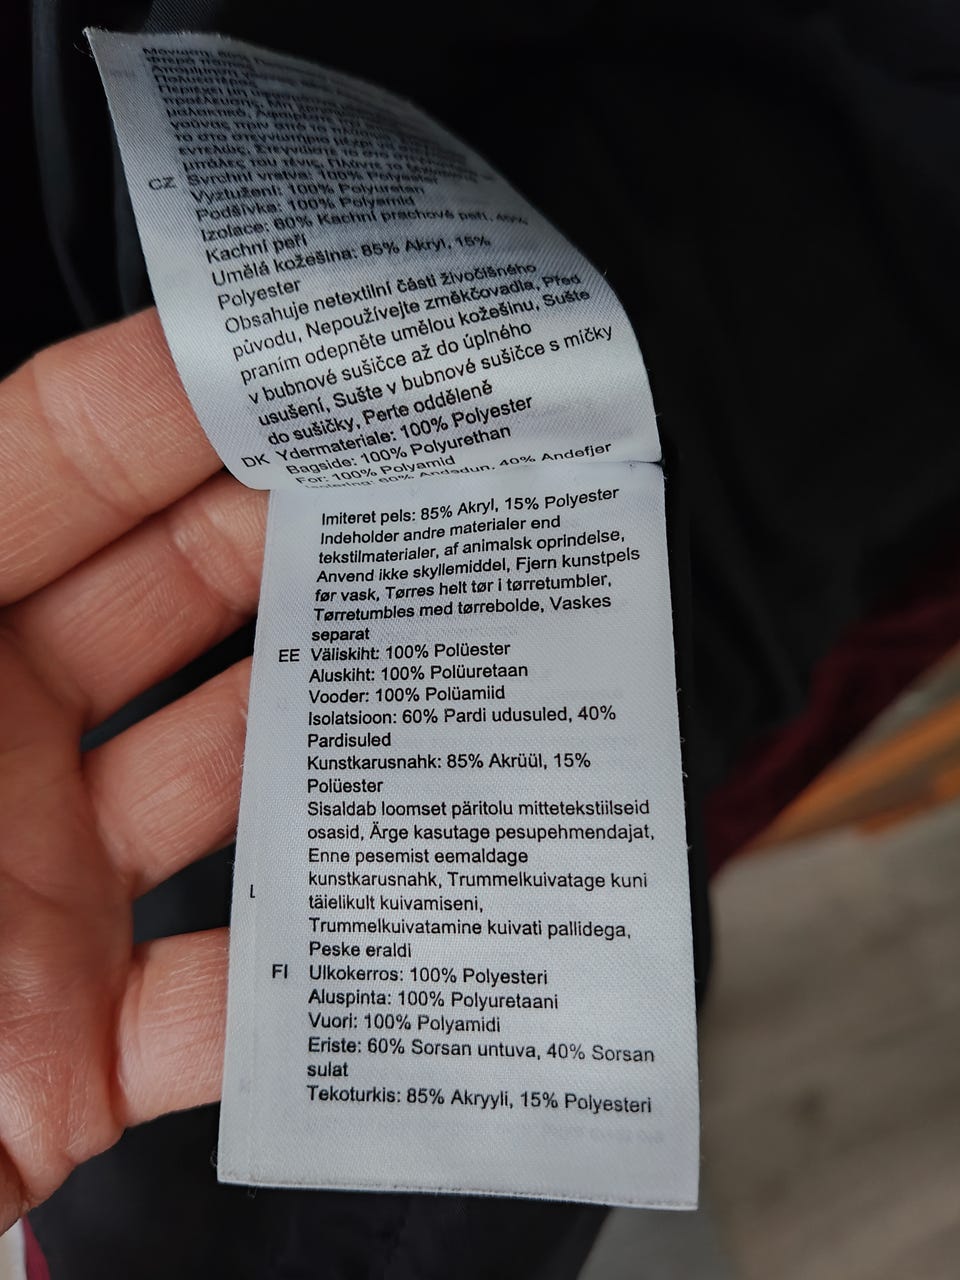 CZ Svrchní vrstva: 100% Polyester
Vyztužení: 100% Polyuretan
Podšívka: 100% Polyamid
Izolace: 60% Kachní prachové peří, 40%
Kachní peří
Umělá kožešina: 85% Akryl, 15%
Polyester
Obsahuje netextilní části živočišného
původu, Nepoužívejte změkčovadla, Před
praním odepněte umělou kožešinu, Sušte
v bubnové sušičce až do úplného
usušení, Sušte v bubnové sušičce s míčky
do sušičky, Perte odděleně
DK Ydermateriale: 100% Polyester
Bagside: 100% Polyurethan
For: 100% Polyamid
60% Andedun, 40% Andefjer
Imiteret pels: 85% Akryl, 15% Polyester
Indeholder andre materialer end
tekstilmaterialer, af animalsk oprindelse,
Anvend ikke skyllemiddel, Fjern kunstpels
før vask, Tørres helt tør i tørretumbler,
Tørretumbles med tørrebolde, Vaskes
separat
EE Väliskiht: 100% Polüester
Aluskiht: 100% Polüuretaan
Vooder: 100% Polüamiid
Isolatsioon: 60% Pardi udusuled, 40%
Pardisuled
Kunstkarusnahk: 85% Akrüül, 15%
Polüester
Sisaldab loomset päritolu mittetekstiilseid
osasid, Ärge kasutage pesupehmendajat,
Enne pesemist eemaldage
kunstkarusnahk, Trummelkuivatage kuni
täielikult kuivamiseni,
Trummelkuivatamine kuivati pallidega,
Peske eraldi
FI Ulkokerros: 100% Polyesteri
Aluspinta: 100% Polyuretaani
Vuori: 100% Polyamidi
Eriste: 60% Sorsan untuva, 40% Sorsan
sulat
Tekoturkis: 85% Akryyli, 15% Polyesteri